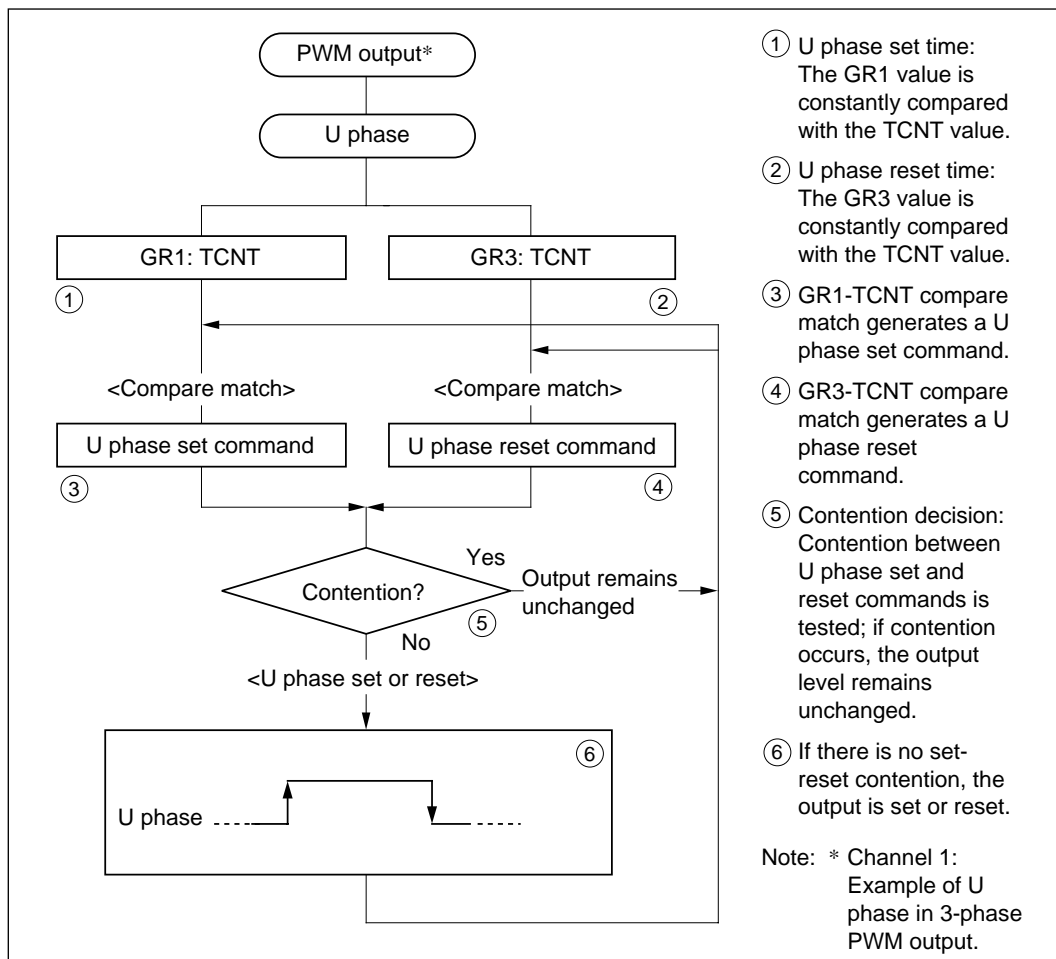 PWM output*
U phase
GR1: TCNT
GR3: TCNT
①
②
<Compare match>
<Compare match>
U phase set command
U phase reset command
③
④
Contention?
Yes
Output remains
unchanged
⑤
No
<U phase set or reset>
⑥
U phase
① U phase set time:
The GR1 value is
constantly compared
with the TCNT value.
② U phase reset time:
The GR3 value is
constantly compared
with the TCNT value.
③ GR1-TCNT compare
match generates a U
phase set command.
④ GR3-TCNT compare
match generates a U
phase reset
command.
⑤ Contention decision:
Contention between
U phase set and
reset commands is
tested; if contention
occurs, the output
level remains
unchanged.
⑥ If there is no set-
reset contention, the
output is set or reset.
Note: * Channel 1:
Example of U
phase in 3-phase
PWM output.